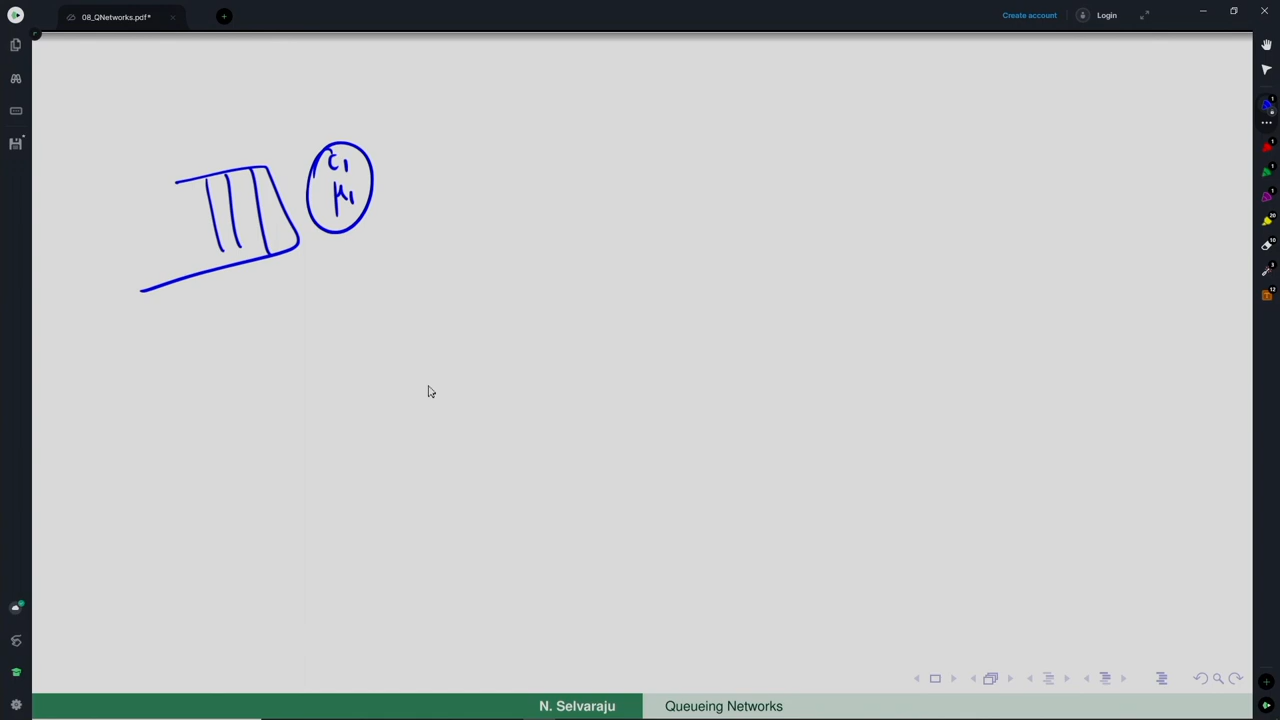 08_QNetworks.pdf*
Create account
Login
c₁
μ₁
N. Selvaraju
Queueing Networks